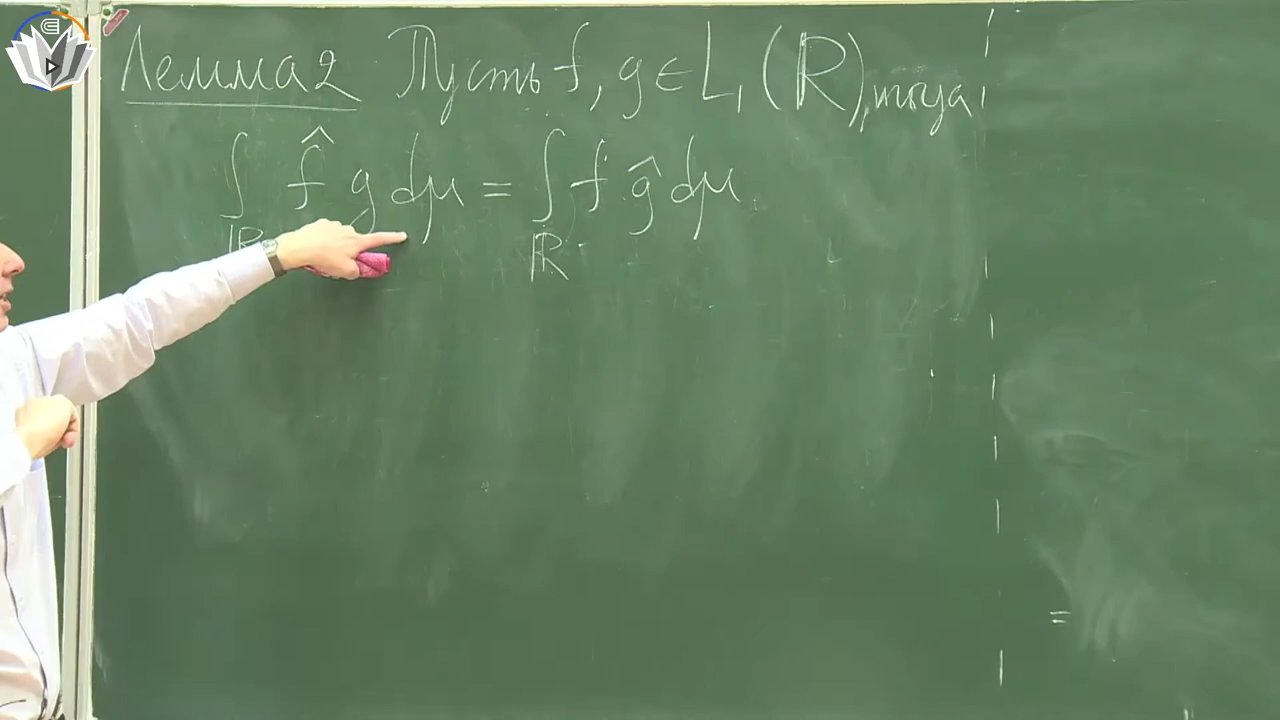 Лемма 2 Пусть f, g ∈ L₁(ℝ), тогда
∫ f̂ g dμ = ∫ f ĝ dμ.
ℝ ℝ
=